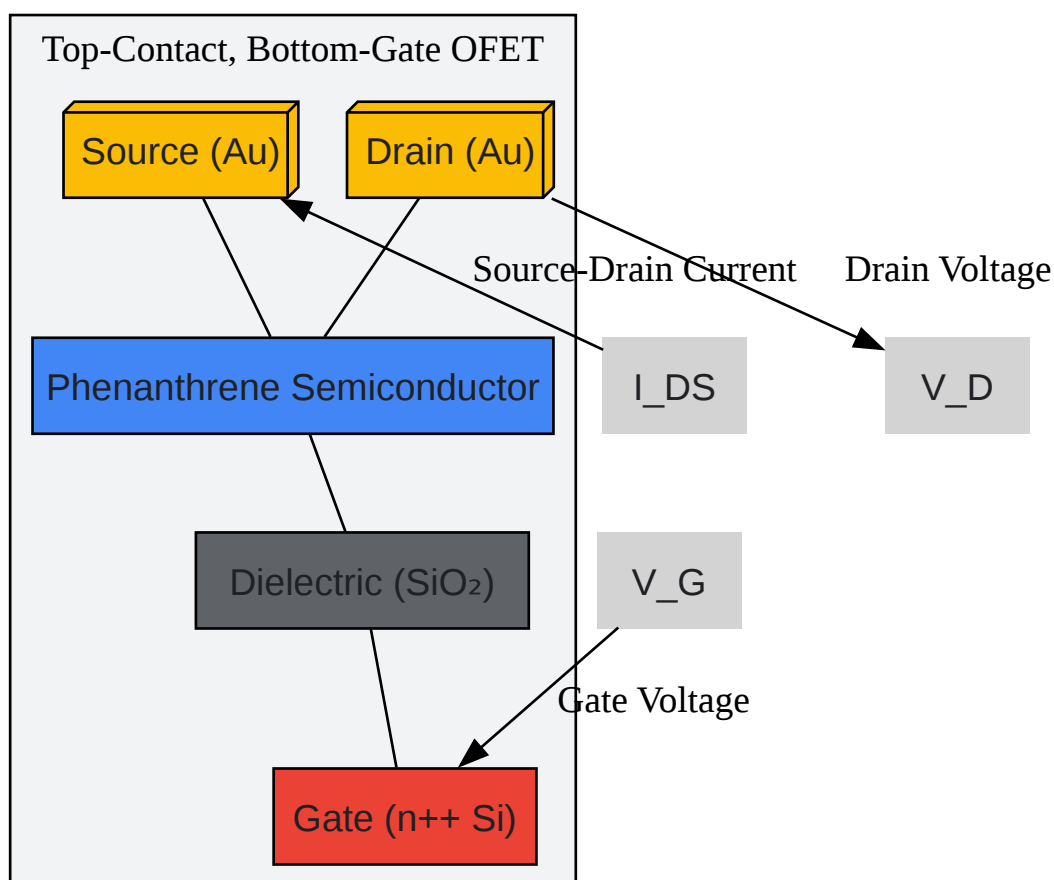 Top-Contact, Bottom-Gate OFET
Source (Au)
Drain (Au)
Source-Drain Current
Drain Voltage
Phenanthrene Semiconductor
I_DS
V_D
Dielectric (SiO₂)
V_G
Gate Voltage
Gate (n++ Si)